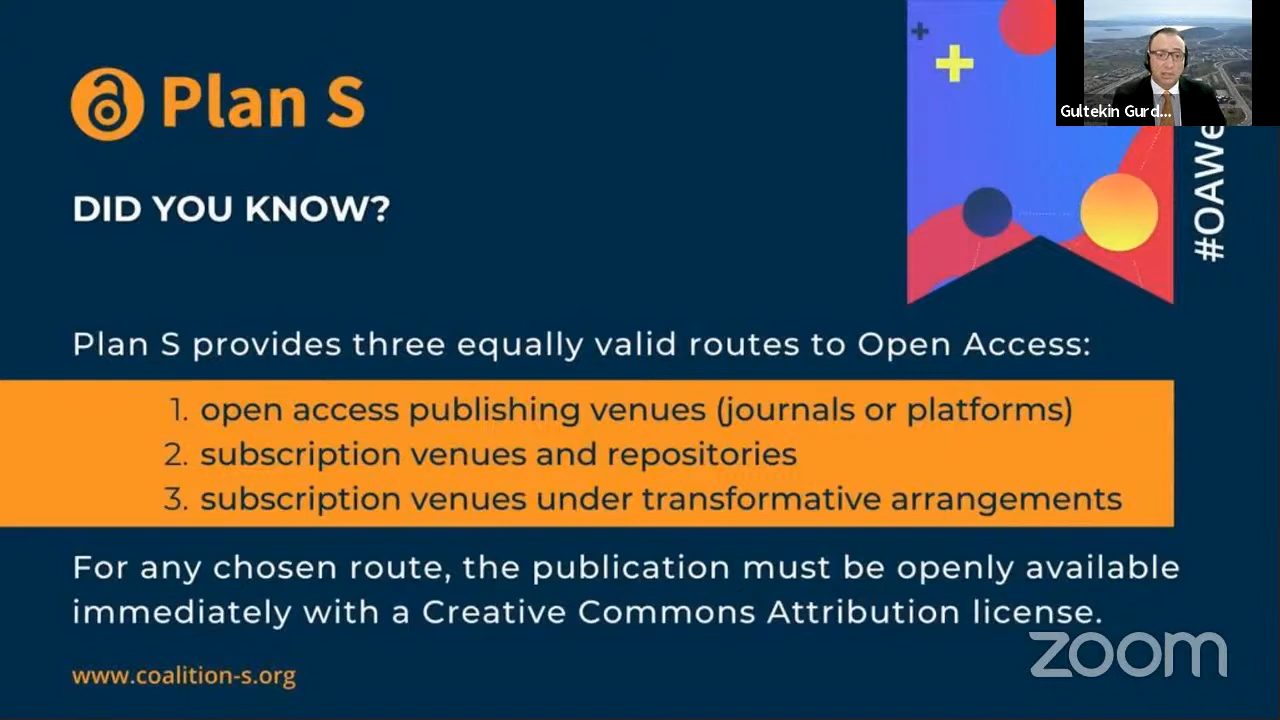 Plan S
Gultekin Gurd...
#OAWe
DID YOU KNOW?
Plan S provides three equally valid routes to Open Access:
1. open access publishing venues (journals or platforms)
2. subscription venues and repositories
3. subscription venues under transformative arrangements
For any chosen route, the publication must be openly available
immediately with a Creative Commons Attribution license.
zoom
www.coalition-s.org